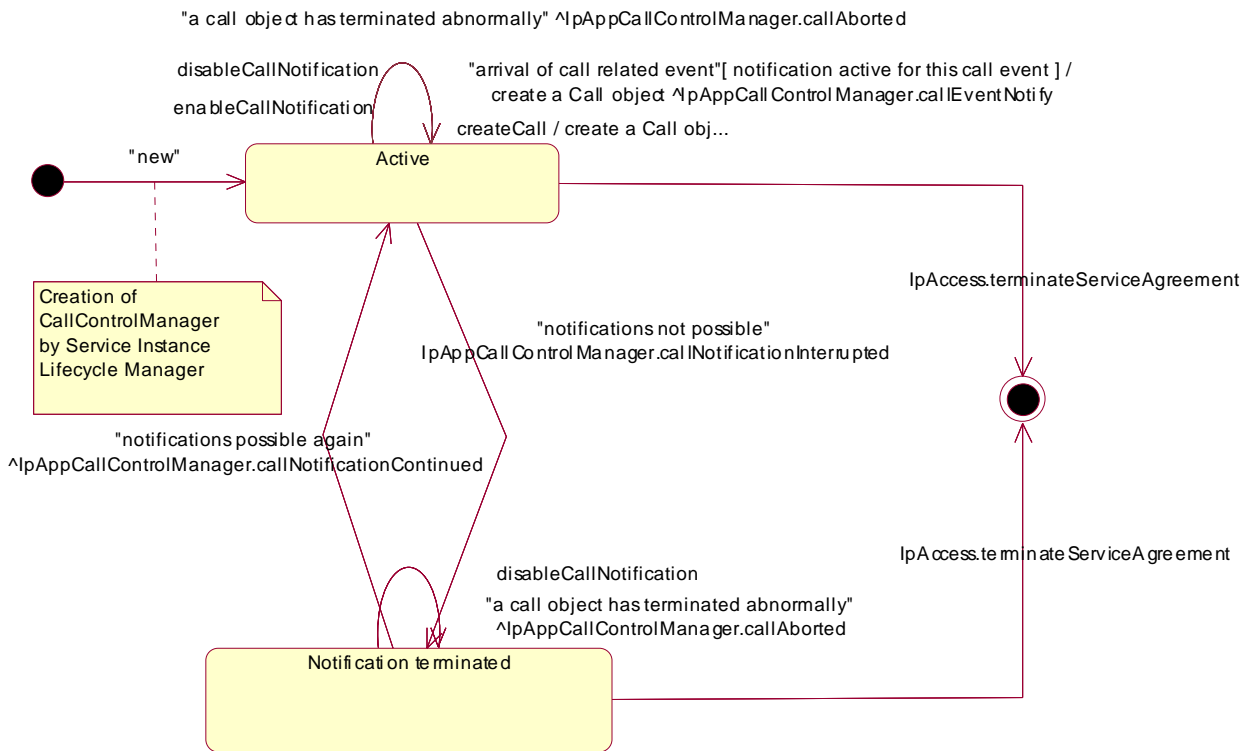 "a call object has terminated abnormally" ^IpAppCallControlManager.callAborted
disableCallNotification
"arrival of call related event"[ notification active for this call event ] /
enableCallNotification
create a Call object ^IpAppCallControlManager.callEventNotify
createCall / create a Call obj...
"new"
Active
IpAccess.terminateServiceAgreement
Creation of
CallControlManager
by Service Instance
Lifecycle Manager
"notifications not possible"
IpAppCallControlManager.callNotificationInterrupted
"notifications possible again"
^IpAppCallControlManager.callNotificationContinued
IpAccess.terminateServiceAgreement
disableCallNotification
"a call object has terminated abnormally"
^IpAppCallControlManager.callAborted
Notification terminated